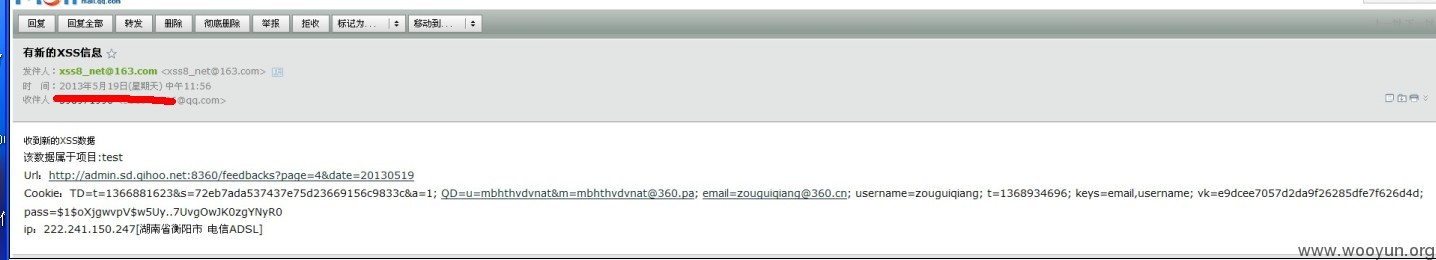 mail.qq.com
回复 回复全部 转发 删除 彻底删除 举报 拒收 标记为... 移动到...
有新的XSS信息
发件人：xss8_net@163.com <xss8_net@163.com>
时 间：2013年5月19日(星期天) 中午11:56
收件人 @qq.com>
收到新的XSS数据
该数据属于项目:test
Url：http://admin.sd.qihoo.net:8360/feedbacks?page=4&date=20130519
Cookie：TD=t=1366881623&s=72eb7ada537437e75d23669156c9833c&a=1; QD=u=mbhthvdvnat&m=mbhthvdvnat@360.pa; email=zouguiqiang@360.cn; username=zouguiqiang; t=1368934696; keys=email,username; vk=e9dcee7057d2da9f26285dfe7f626d4d;
pass=$1$oXjgwvpV$w5Uy..7UvgOwJK0zgYNyR0
ip：222.241.150.247[湖南省衡阳市 电信ADSL]
www.wooyun.org